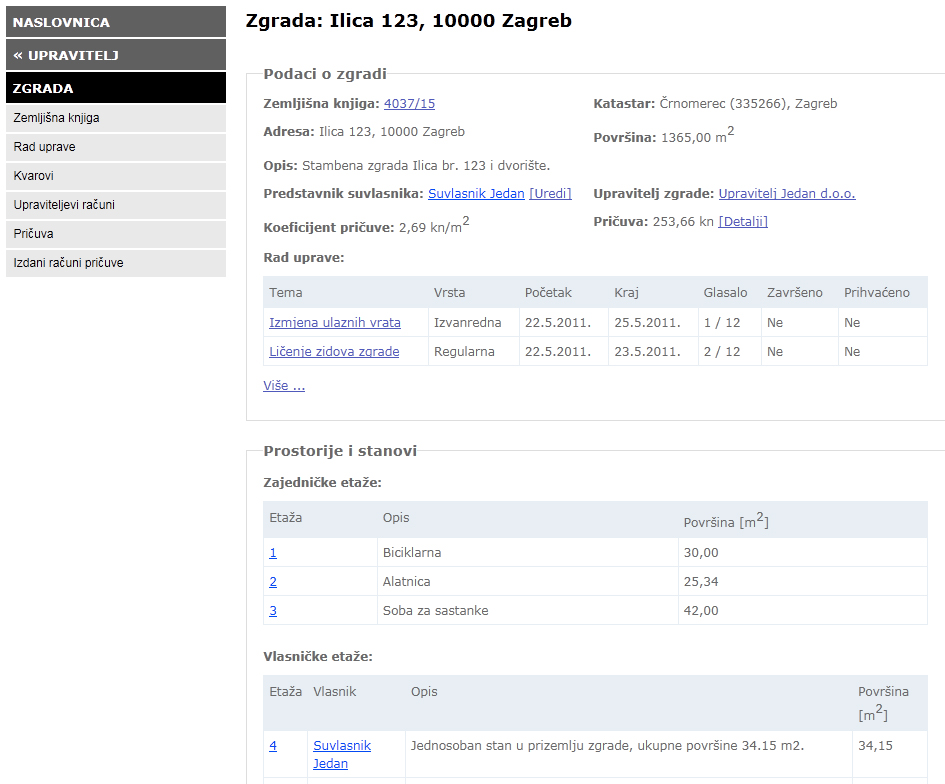 NASLOVNICA
« UPRAVITELJ
ZGRADA
Zemljišna knjiga
Rad uprave
Kvarovi
Upraviteljevi računi
Pričuva
Izdani računi pričuve
Zgrada: Ilica 123, 10000 Zagreb
Podaci o zgradi
Zemljišna knjiga: 4037/15 Katastar: Črnomerec (335266), Zagreb
Adresa: Ilica 123, 10000 Zagreb Površina: 1365,00 m2
Opis: Stambena zgrada Ilica br. 123 i dvorište.
Predstavnik suvlasnika: Suvlasnik Jedan [Uredi] Upravitelj zgrade: Upravitelj Jedan d.o.o.
Koeficijent pričuve: 2,69 kn/m2 Pričuva: 253,66 kn [Detalji]
Rad uprave:
Tema Vrsta Početak Kraj Glasalo Završeno Prihvaćeno
Izmjena ulaznih vrata Izvanredna 22.5.2011. 25.5.2011. 1 / 12 Ne Ne
Ličenje zidova zgrade Regularna 22.5.2011. 23.5.2011. 2 / 12 Ne Ne
Više ...
Prostorije i stanovi
Zajedničke etaže:
Etaža Opis Površina [m2]
1 Biciklarna 30,00
2 Alatnica 25,34
3 Soba za sastanke 42,00
Vlasničke etaže:
Etaža Vlasnik Opis Površina
[m2]
4 Suvlasnik Jednosoban stan u prizemlju zgrade, ukupne površine 34.15 m2. 34,15
Jedan